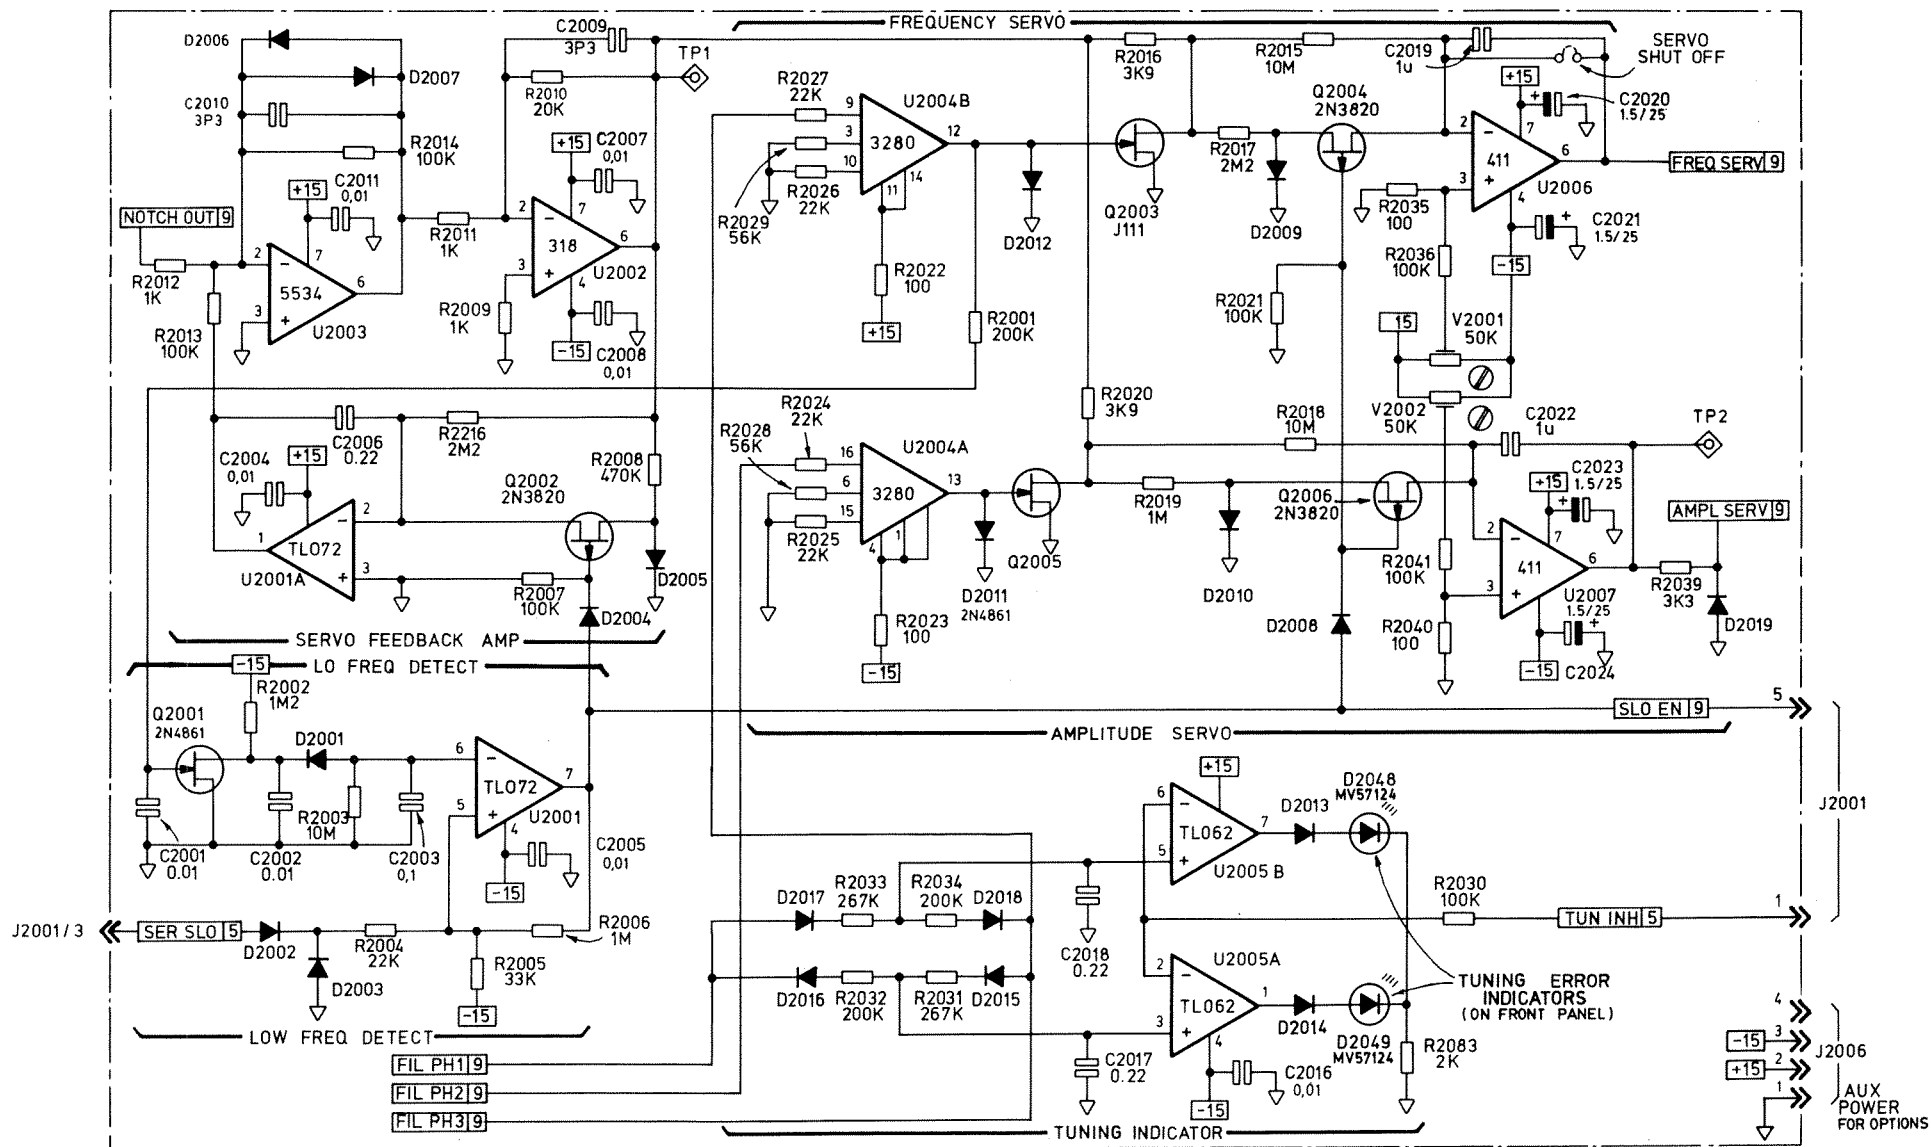 FREQUENCY SERVO
D2006
D2007
C2010
3P3
R2014
100K
C2009
3P3
R2010
20K
TP1
C2007
0,01
+15
2
7
318
6
3
4
U2002
-15
C2008
0,01
R2011
1K
R2009
1K
+15
C2011
0,01
NOTCH OUT 9
R2012
1K
R2013
100K
2
7
5534
6
3
U2003
R2027
22K
R2029
56K
R2026
22K
9
3
10
U2004B
3280
12
11
14
R2022
100
+15
R2001
200K
D2012
Q2003
J111
R2016
3K9
R2015
10M
R2017
2M2
D2009
Q2004
2N3820
R2021
100K
C2019
1u
SERVO
SHUT OFF
+15
C2020
1.5/25
+
2
7
411
6
3
4
U2006
FREQ SERV 9
R2035
100
C2021
1.5/25
+
-15
R2036
100K
15
V2001
50K
V2002
50K
C2006
0.22
R2216
2M2
R2008
470K
C2004
0,01
+15
Q2002
2N3820
2
1
TL072
3
U2001A
R2007
100K
D2004
D2005
SERVO FEEDBACK AMP
R2024
22K
R2028
56K
R2025
22K
16
6
15
U2004A
3280
13
4
1
D2011
2N4861
Q2005
R2023
100
-15
R2020
3K9
R2018
10M
R2019
1M
D2010
Q2006
2N3820
D2008
C2022
1u
TP2
+15
C2023
1.5/25
+
2
7
411
6
3
U2007
1.5/25
+
-15
C2024
R2041
100K
R2040
100
R2039
3K3
AMPL SERV 9
D2019
LO FREQ DETECT
-15
R2002
1M2
Q2001
2N4861
D2001
C2001
0.01
C2002
0.01
R2003
10M
C2003
0,1
6
TL072
7
5
4
U2001
-15
C2005
0,01
J2001/3
SER SLO 5
D2002
D2003
R2004
22K
R2005
33K
-15
R2006
1M
LOW FREQ DETECT
AMPLITUDE SERVO
SLO EN 9
5
J2001
FIL PH1 9
FIL PH2 9
FIL PH3 9
D2017
R2033
267K
R2034
200K
D2018
D2016
R2032
200K
R2031
267K
D2015
C2018
0.22
C2017
0.22
+15
6
TL062
7
5
U2005B
D2013
D2048
MV57124
U2005A
2
TL062
1
3
4
-15
C2016
0,01
D2014
D2049
MV57124
R2083
2K
R2030
100K
TUN INH 5
1
TUNING ERROR
INDICATORS
(ON FRONT PANEL)
TUNING INDICATOR
4
-15
3
J2006
+15
2
1
AUX
POWER
FOR OPTIONS